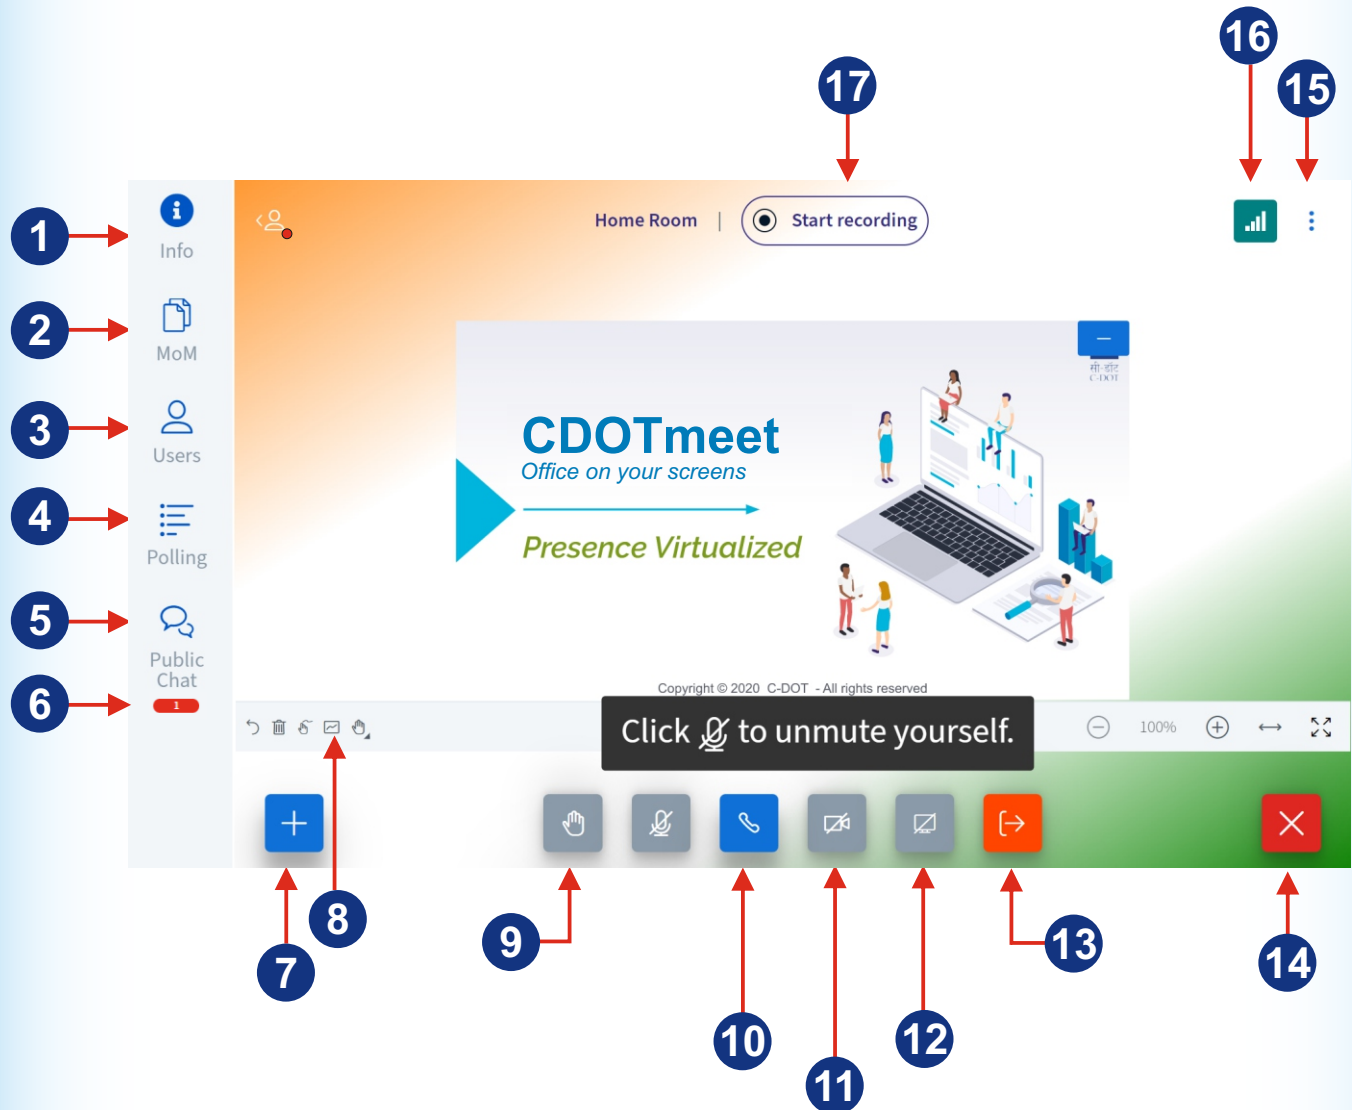 16
15
17
1
Info
Home Room | Start recording
2
MoM
सी-डॉट
C-DOT
3
Users
CDOTmeet
Office on your screens
4
Polling
Presence Virtualized
5
Public
Chat
6
1
Copyright © 2020 C-DOT - All rights reserved
Click to unmute yourself.
100%
7
8
9
10
11
12
13
14